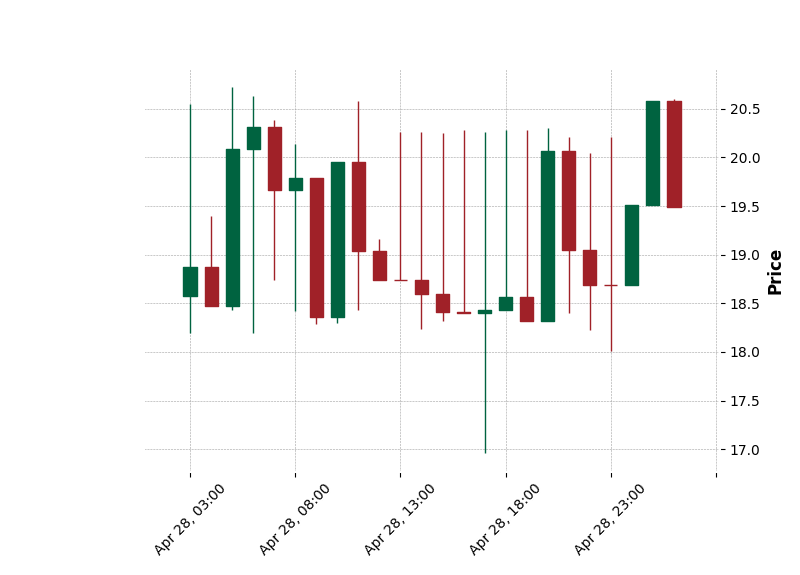 20.5
20.0
19.5
19.0
18.5
18.0
17.5
17.0
Price
Apr 28, 03:00
Apr 28, 08:00
Apr 28, 13:00
Apr 28, 18:00
Apr 28, 23:00